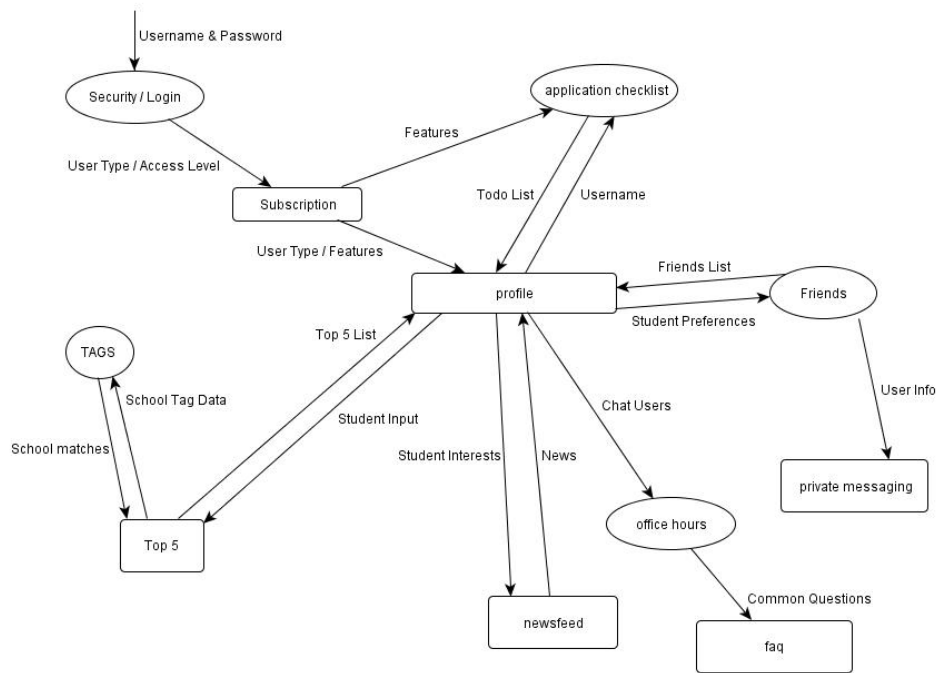 Username & Password
Security / Login
application checklist
Features
User Type / Access Level
Todo List
Username
Subscription
User Type / Features
Friends List
profile
Friends
Student Preferences
Top 5 List
TAGS
User Info
School Tag Data
Chat Users
Student Input
School matches
Student Interests
News
private messaging
office hours
Top 5
Common Questions
newsfeed
faq